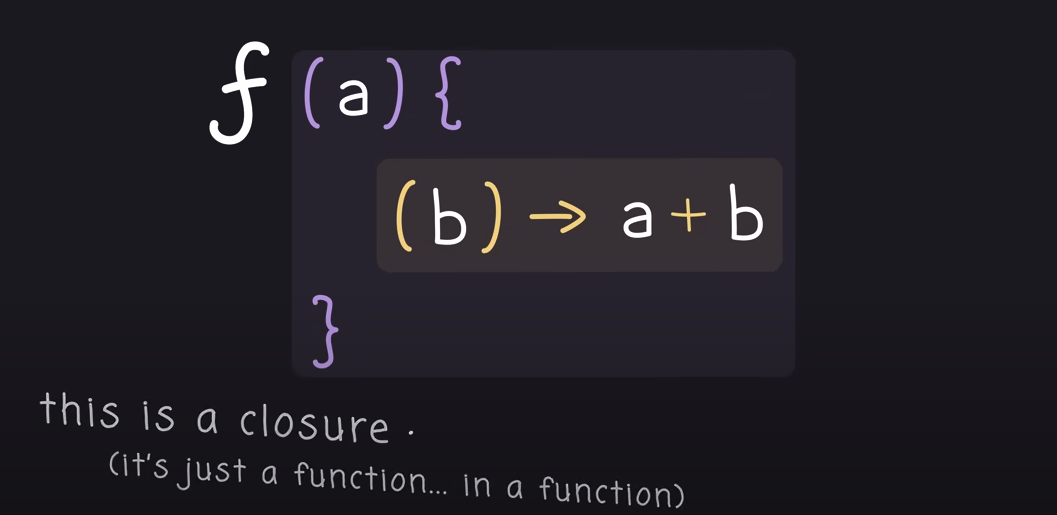 f (a) {
(b) → a + b
}
this is a closure .
(it's just a function... in a function)